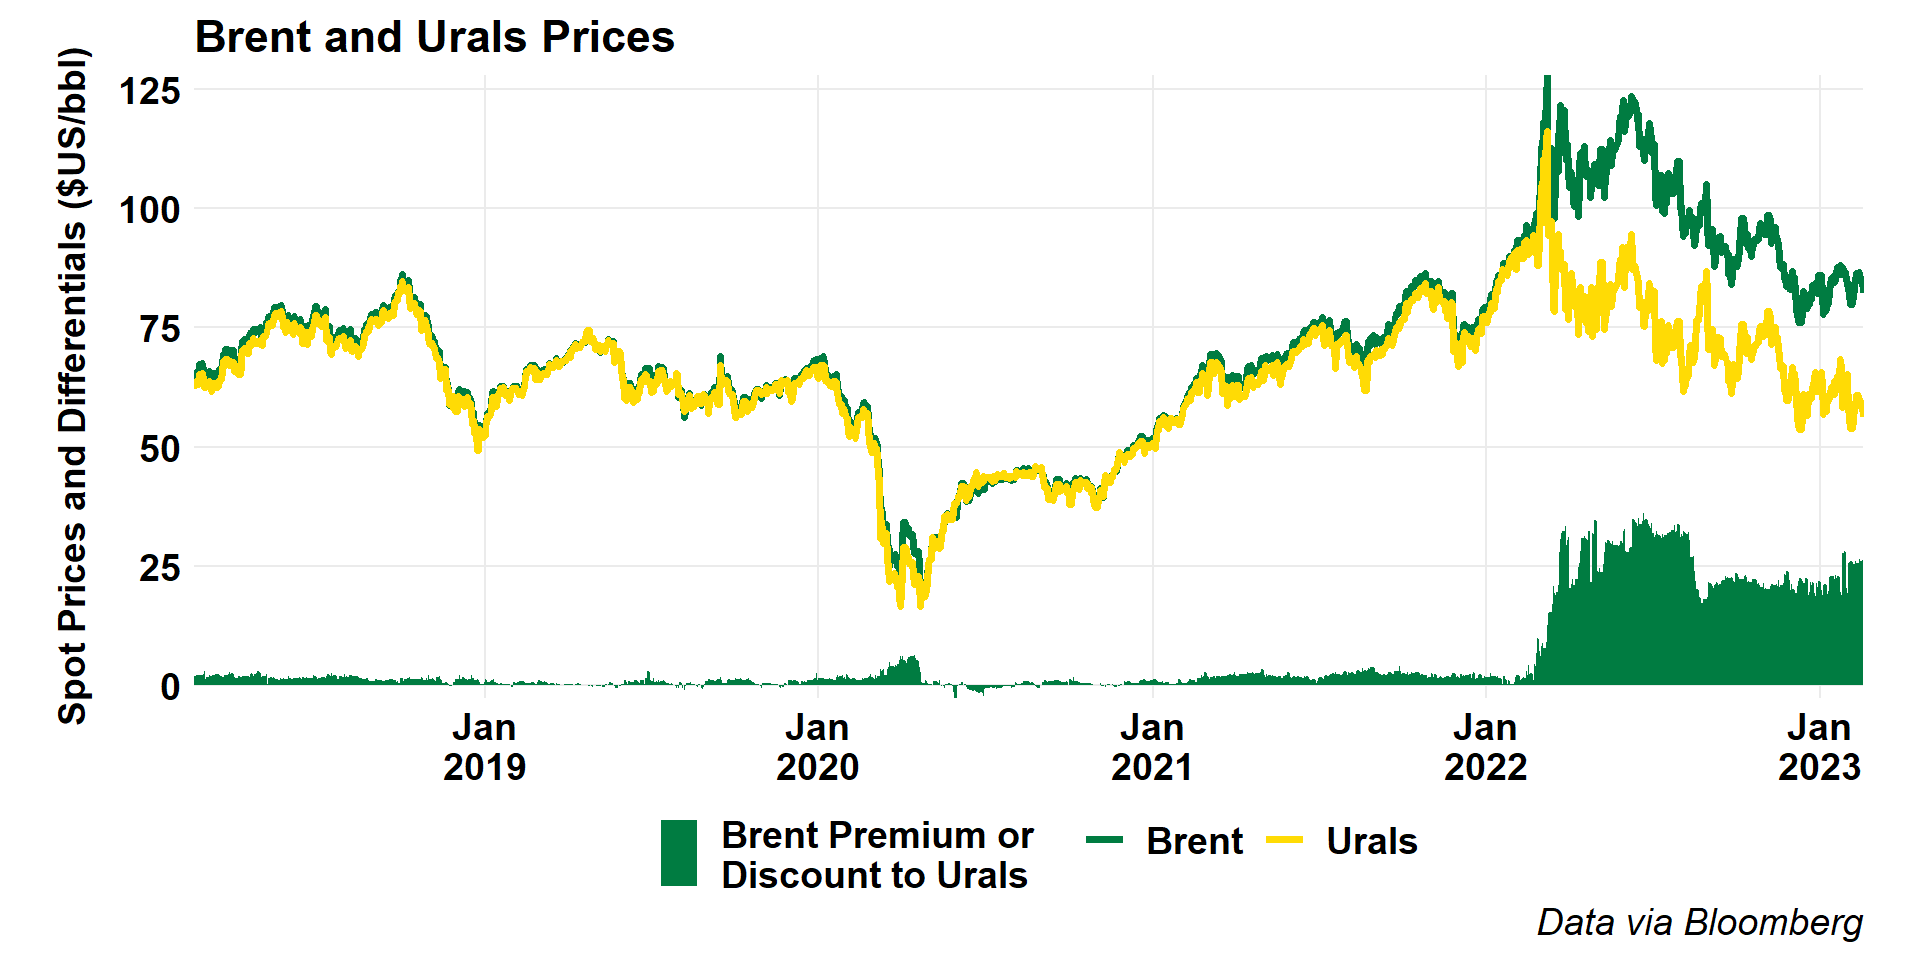 Brent and Urals Prices
Spot Prices and Differentials ($US/bbl)
125
100
75
50
25
0
Jan
2019
Jan
2020
Jan
2021
Jan
2022
Jan
2023
Brent Premium or
Discount to Urals
Brent
Urals
Data via Bloomberg